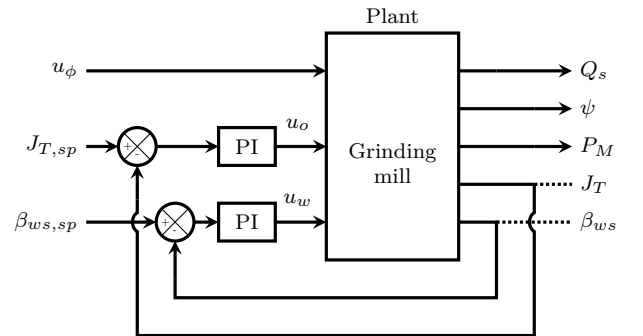 Plant
u_ϕ
Q_s
ψ
J_{T,sp}
+
-
PI
u_o
P_M
Grinding
mill
J_T
β_{ws,sp}
+
-
PI
u_w
β_{ws}